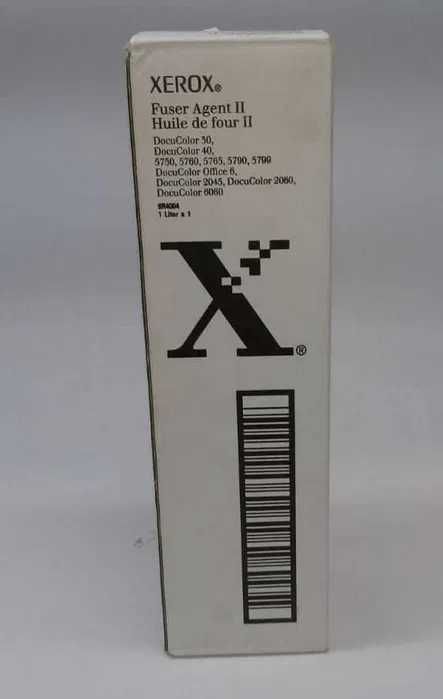 XEROX®
Fuser Agent II
Huile de four II
DocuColor 30,
DocuColor 40,
5750, 5760, 5765, 5790, 5799
DocuColor Office 6,
DocuColor 2045, DocuColor 2060,
DocuColor 6060
8R4004
1 Liter x 1
X®